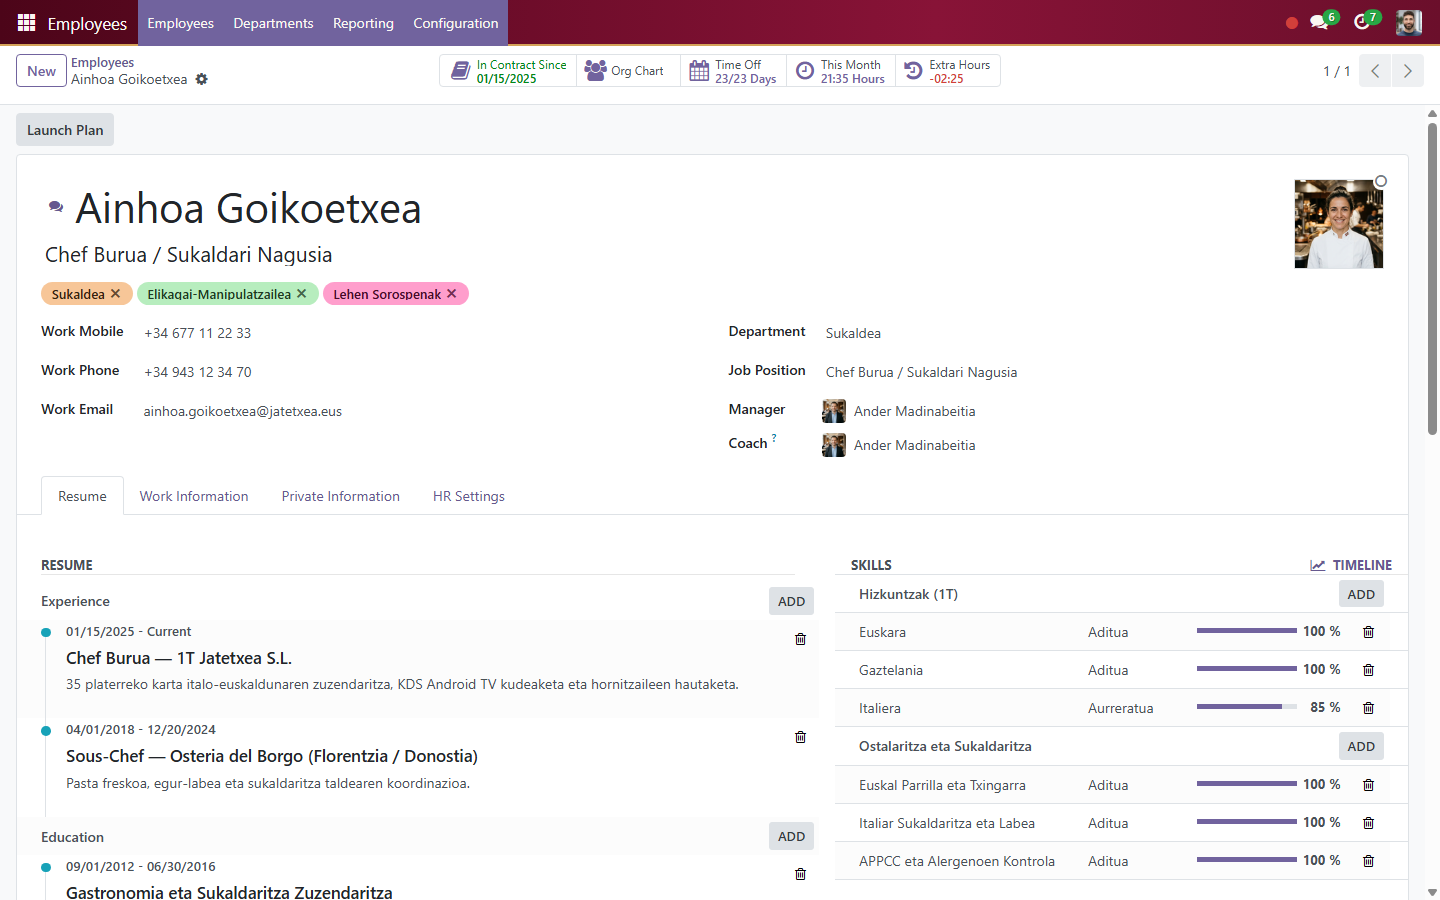 Employees
Employees Departments Reporting Configuration
6
7
New
Employees
Ainhoa Goikoetxea
In Contract Since
01/15/2025
Org Chart
Time Off
23/23 Days
This Month
21:35 Hours
Extra Hours
-02:25
1 / 1
Launch Plan
Ainhoa Goikoetxea
Chef Burua / Sukaldari Nagusia
Sukaldea ✕ Elikagai-Manipulatzailea ✕ Lehen Sorospenak ✕
Work Mobile +34 677 11 22 33
Work Phone +34 943 12 34 70
Work Email ainhoa.goikoetxea@jatetxea.eus
Department Sukaldea
Job Position Chef Burua / Sukaldari Nagusia
Manager Ander Madinabeitia
Coach ? Ander Madinabeitia
Resume Work Information Private Information HR Settings
RESUME
Experience ADD
01/15/2025 - Current
Chef Burua — 1T Jatetxea S.L.
35 platerreko karta italo-euskaldunaren zuzendaritza, KDS Android TV kudeaketa eta hornitzaileen hautaketa.
04/01/2018 - 12/20/2024
Sous-Chef — Osteria del Borgo (Florentzia / Donostia)
Pasta freskoa, egur-labea eta sukaldaritza taldearen koordinazioa.
Education ADD
09/01/2012 - 06/30/2016
Gastronomia eta Sukaldaritza Zuzendaritza
SKILLS TIMELINE
Hizkuntzak (1T) ADD
Euskara Aditua 100 %
Gaztelania Aditua 100 %
Italiera Aurreratua 85 %
Ostalaritza eta Sukaldaritza ADD
Euskal Parrilla eta Txingarra Aditua 100 %
Italiar Sukaldaritza eta Labea Aditua 100 %
APPCC eta Alergenoen Kontrola Aditua 100 %